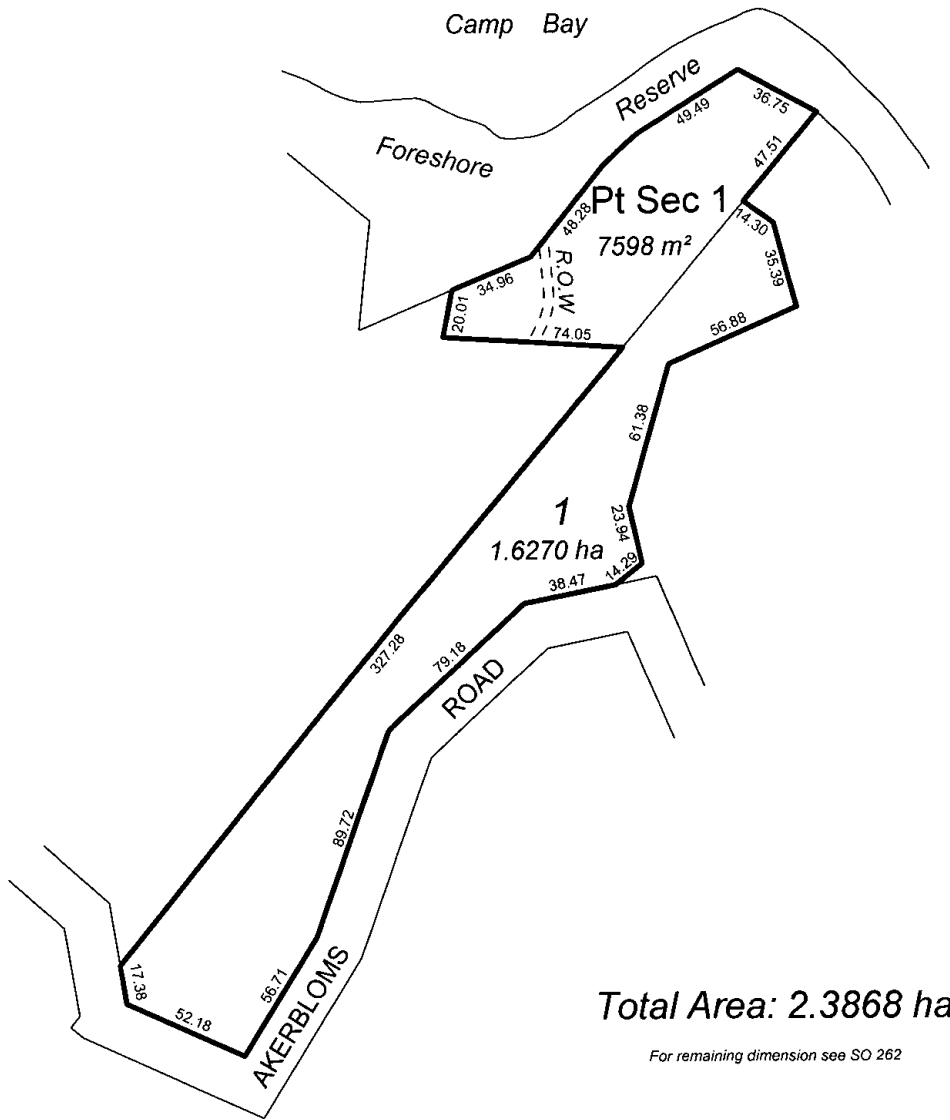 Camp Bay
Foreshore
Reserve
49.49
36.75
47.51
48.28
Pt Sec 1
7598 m²
14.30
35.39
34.96
R.O.W
20.01
74.05
56.88
61.38
23.94
1
1.6270 ha
14.29
38.47
327.28
79.18
ROAD
89.72
17.38
56.71
52.18
AKERBLOMS
Total Area: 2.3868 ha
For remaining dimension see SO 262